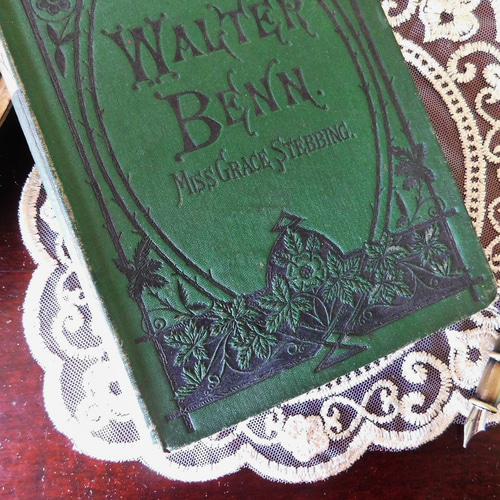 WALTER
BENN.
MISS GRACE STEBBING.